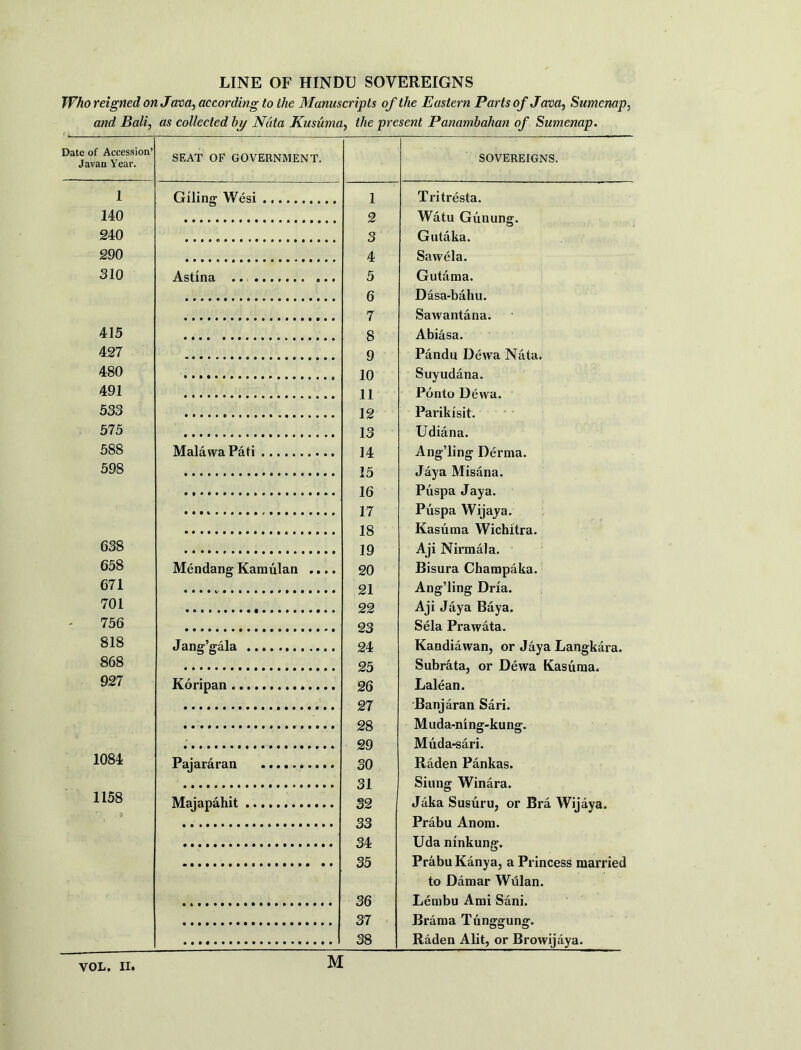 LINE OF HINDU SOVEREIGNS
Who reigned on Java, according to the Manuscripts of the Eastern Parts of Java, Sumenap,
and Bali, as collected by Náta Kusúma, the present Panambahan of Sumenap.
Date of Accession' Javan Year. SEAT OF GOVERNMENT. SOVEREIGNS.
1 Gíling Wési .......... 1 Tritrésta.
140 .................... 2 Wátu Gúnung.
240 .................... 3 Gutáka.
290 .................... 4 Sawéla.
310 Astína .. ........ ... 5 Gutáma.
.................... 6 Dása-báhu.
.................... 7 Sawantána.
415 .................... 8 Abiása.
427 .................... 9 Pándu Déwa Náta.
480 .................... 10 Suyudána.
491 .................... 11 Pónto Déwa.
533 .................... 12 Parikísit.
575 .................... 13 Udiána.
588 Maláwa Páti .......... 14 Ang'ling Dérma.
598 .................... 15 Jáya Misána.
.................... 16 Púspa Jaya.
.................... 17 Púspa Wijaya.
.................... 18 Kasúma Wichítra.
638 .................... 19 Aji Nirmála.
658 Méndang Kamúlan .... 20 Bisura Champáka.
671 .................... 21 Ang'ling Dría.
701 .................... 22 Aji Jáya Báya.
756 .................... 23 Séla Prawáta.
818 Jang'gála ............ 24 Kandiáwan, or Jáya Langkára.
868 .................... 25 Subráta, or Déwa Kasúma.
927 Kóripan .............. 26 Laléan.
.................... 27 Banjáran Sári.
.................... 28 Muda-níng-kung.
.................... 29 Múda-sári.
1084 Pajaráran .......... 30 Ráden Pánkas.
.................... 31 Siung Winára.
1158 Majapáhit ............ 32 Jáka Susúru, or Brá Wijáya.
.................... 33 Prábu Anom.
.................... 34 Uda nínkung.
.................... 35 Prábu Kánya, a Princess married
to Dámar Wúlan.
.................... 36 Lémbu Ami Sáni.
.................... 37 Bráma Túnggung.
.................... 38 Ráden Alit, or Browijáya.
VOL. II. M